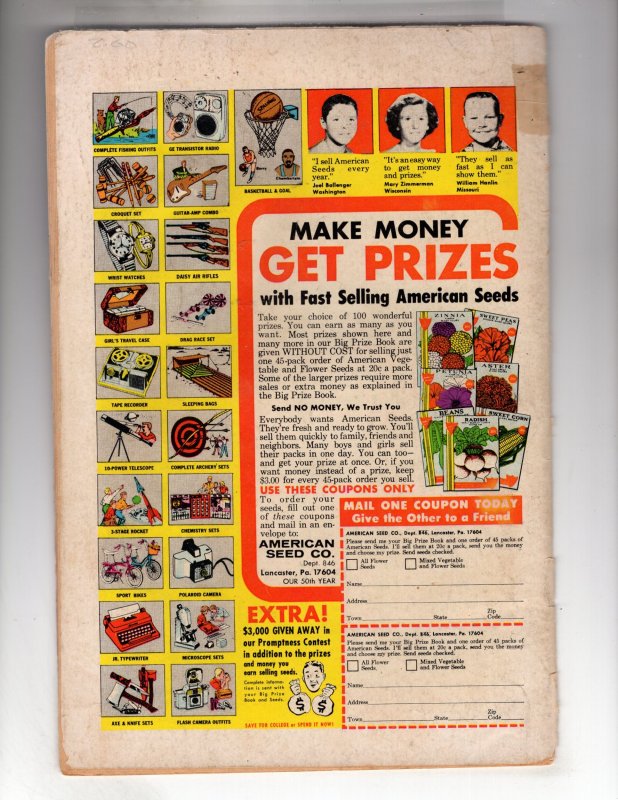 COMPLETE FISHING OUTFITS
GE TRANSISTOR RADIO
BASKETBALL & GOAL
Chamberlain
CROQUET SET
GUITAR-AMP COMBO
WRIST WATCHES
DAISY AIR RIFLES
GIRL'S TRAVEL CASE
DRAG RACE SET
TAPE RECORDER
SLEEPING BAGS
10-POWER TELESCOPE
COMPLETE ARCHERY SETS
3-STAGE ROCKET
CHEMISTRY SETS
SPORT BIKES
POLAROID CAMERA
JR. TYPEWRITER
MICROSCOPE SETS
AXE & KNIFE SETS
FLASH CAMERA OUTFITS
"I sell American
Seeds every
year."
Joel Ballenger
Washington
"It's an easy way
to get money
and prizes."
Mary Zimmerman
Wisconsin
"They sell as
fast as I can
show them."
William Hanlin
Missouri
MAKE MONEY
GET PRIZES
with Fast Selling American Seeds
Take your choice of 100 wonderful
prizes. You can earn as many as you
want. Most prizes shown here and
many more in our Big Prize Book are
given WITHOUT COST for selling just
one 45-pack order of American Vege-
table and Flower Seeds at 20c a pack.
Some of the larger prizes require more
sales or extra money as explained in
the Big Prize Book.
Send NO MONEY, We Trust You
Everybody wants American Seeds.
They're fresh and ready to grow. You'll
sell them quickly to family, friends and
neighbors. Many boys and girls sell
their packs in one day. You can too—
and get your prize at once. Or, if you
want money instead of a prize, keep
$3.00 for every 45-pack order you sell.
USE THESE COUPONS ONLY
To order your
seeds, fill out one
of these coupons
and mail in an en-
velope to:
AMERICAN
SEED CO.
Dept. 846
Lancaster, Pa. 17604
OUR 50th YEAR
ZINNIA
SWEET PEAS
PETUNIA
ASTER
BEANS
RADISH
SWEET CORN
MAIL ONE COUPON TODAY
Give the Other to a Friend
AMERICAN SEED CO., Dept. 846, Lancaster, Pa. 17604
Please send me your Big Prize Book and one order of 45 packs
of American Seeds. I'll sell them at 20c a pack, send you the money
and choose my prize. Send seeds checked.
All Flower
Seeds
Mixed Vegetable
and Flower Seeds
Name
Address
Zip
Town State Code
AMERICAN SEED CO., Dept. 846, Lancaster, Pa. 17604
Please send me your Big Prize Book and one order of 45 packs
of American Seeds. I'll sell them at 20c a pack, send you the money
and choose my prize. Send seeds checked.
All Flower
Seeds
Mixed Vegetable
and Flower Seeds
Name
Address
Zip
Town State Code
EXTRA!
$3,000 GIVEN AWAY in
our Promptness Contest
in addition to the prizes
and money you
earn selling seeds.
Complete informa-
tion is sent with
your Big Prize
Book and Seeds.
$ $
SAVE FOR COLLEGE or SPEND IT NOW!